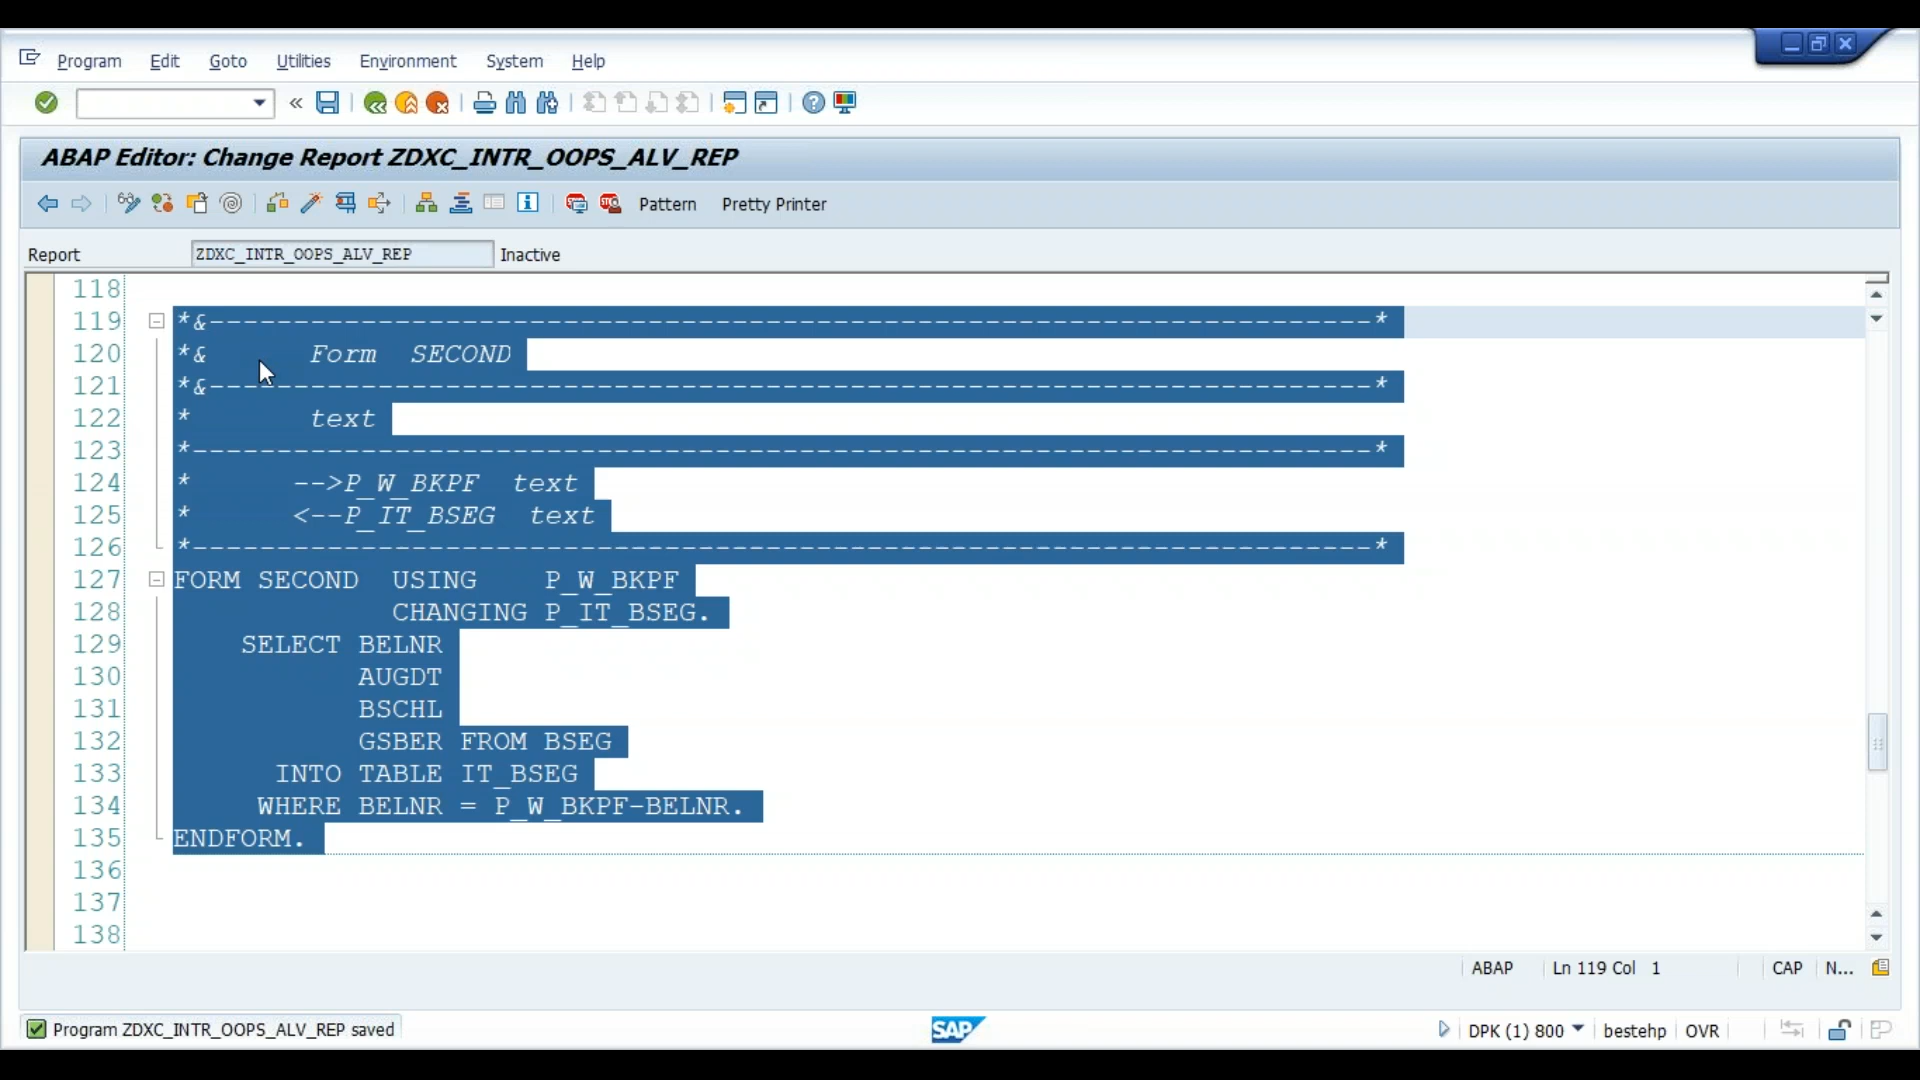 Program Edit Goto Utilities Environment System Help
ABAP Editor: Change Report ZDXC_INTR_OOPS_ALV_REP
Pattern Pretty Printer
Report ZDXC_INTR_OOPS_ALV_REP Inactive
118
119 *&---------------------------------------------------------------------*
120 *&      Form  SECOND
121 *&---------------------------------------------------------------------*
122 *       text
123 *----------------------------------------------------------------------*
124 *      -->P_W_BKPF  text
125 *      <--P_IT_BSEG  text
126 *----------------------------------------------------------------------*
127 FORM SECOND  USING    P_W_BKPF
128              CHANGING P_IT_BSEG.
129     SELECT BELNR
130            AUGDT
131            BSCHL
132            GSBER FROM BSEG
133       INTO TABLE IT_BSEG
134      WHERE BELNR = P_W_BKPF-BELNR.
135 ENDFORM.
136
137
138
ABAP Ln 119 Col 1 CAP N...
Program ZDXC_INTR_OOPS_ALV_REP saved SAP DPK (1) 800 bestehp OVR